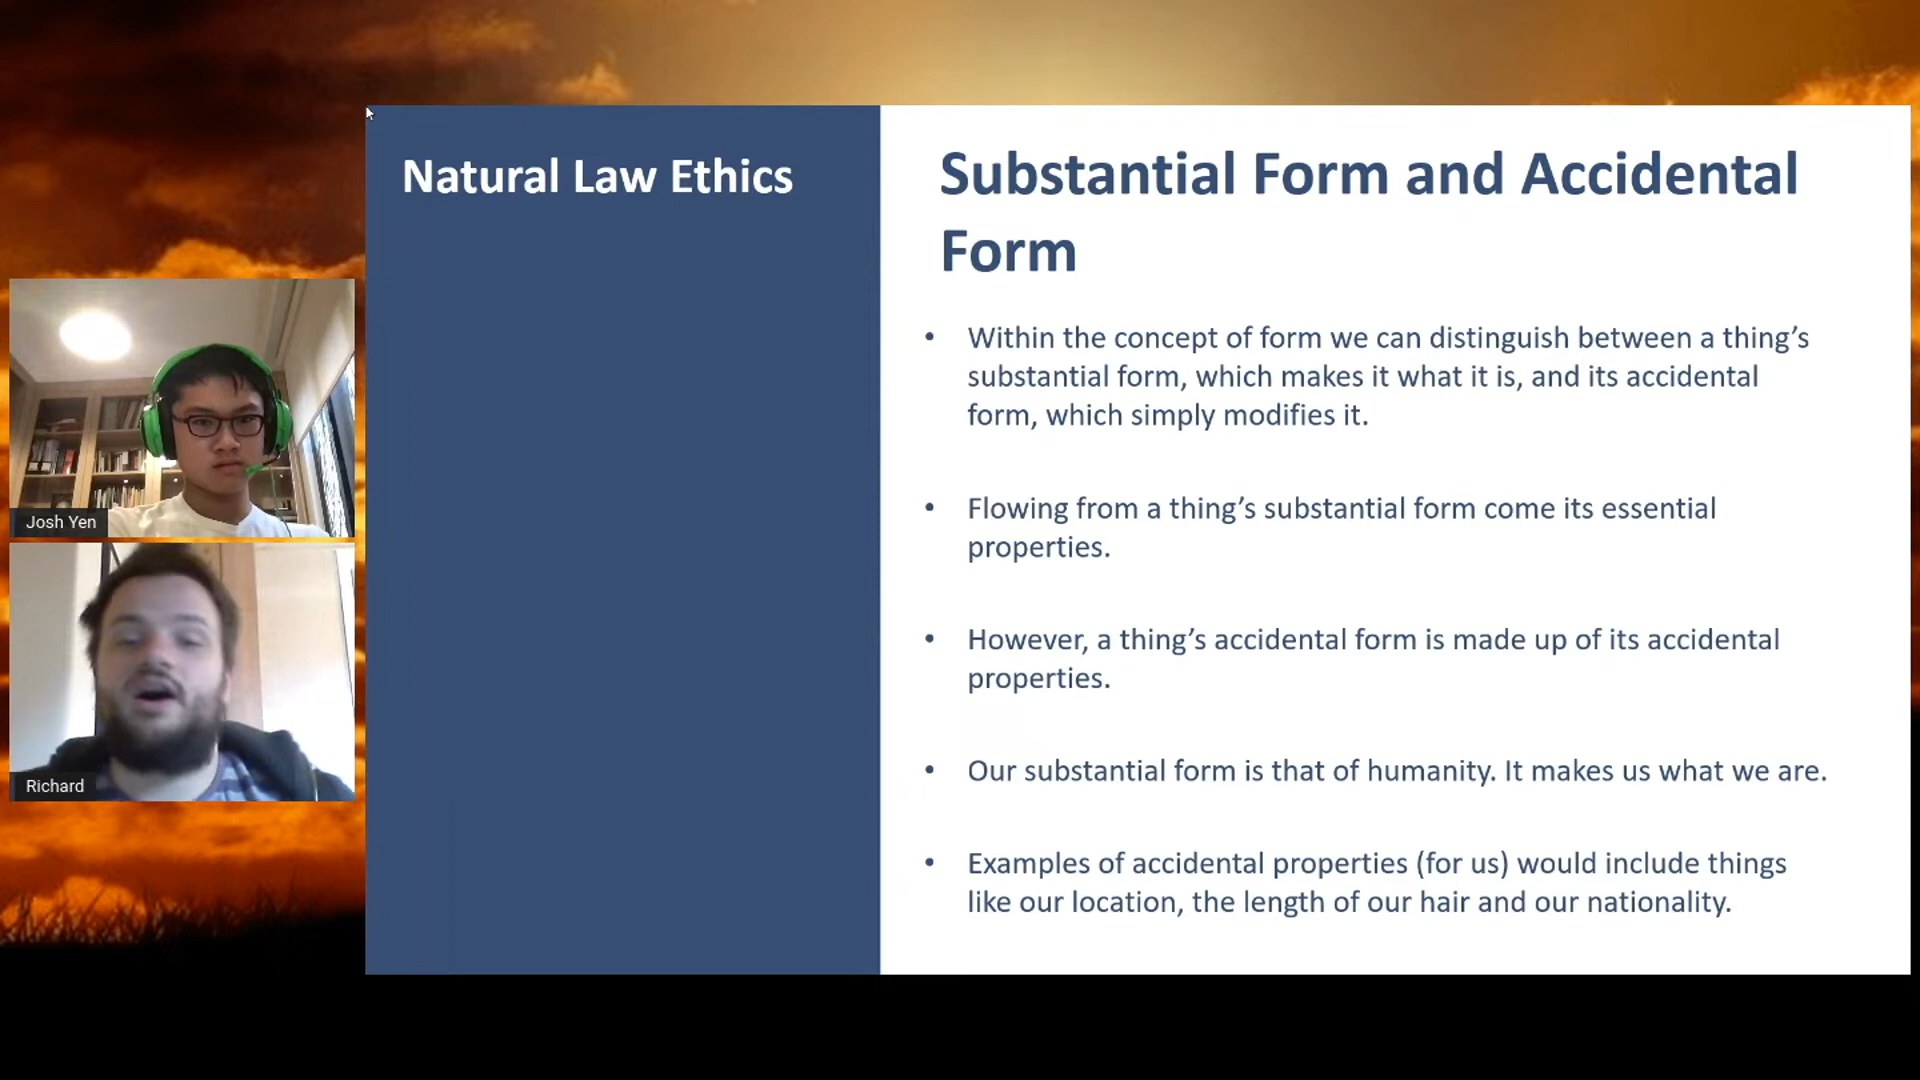 Natural Law Ethics
Substantial Form and Accidental
Form
• Within the concept of form we can distinguish between a thing’s
substantial form, which makes it what it is, and its accidental
form, which simply modifies it.
• Flowing from a thing’s substantial form come its essential
properties.
• However, a thing’s accidental form is made up of its accidental
properties.
• Our substantial form is that of humanity. It makes us what we are.
• Examples of accidental properties (for us) would include things
like our location, the length of our hair and our nationality.
Josh Yen
Richard